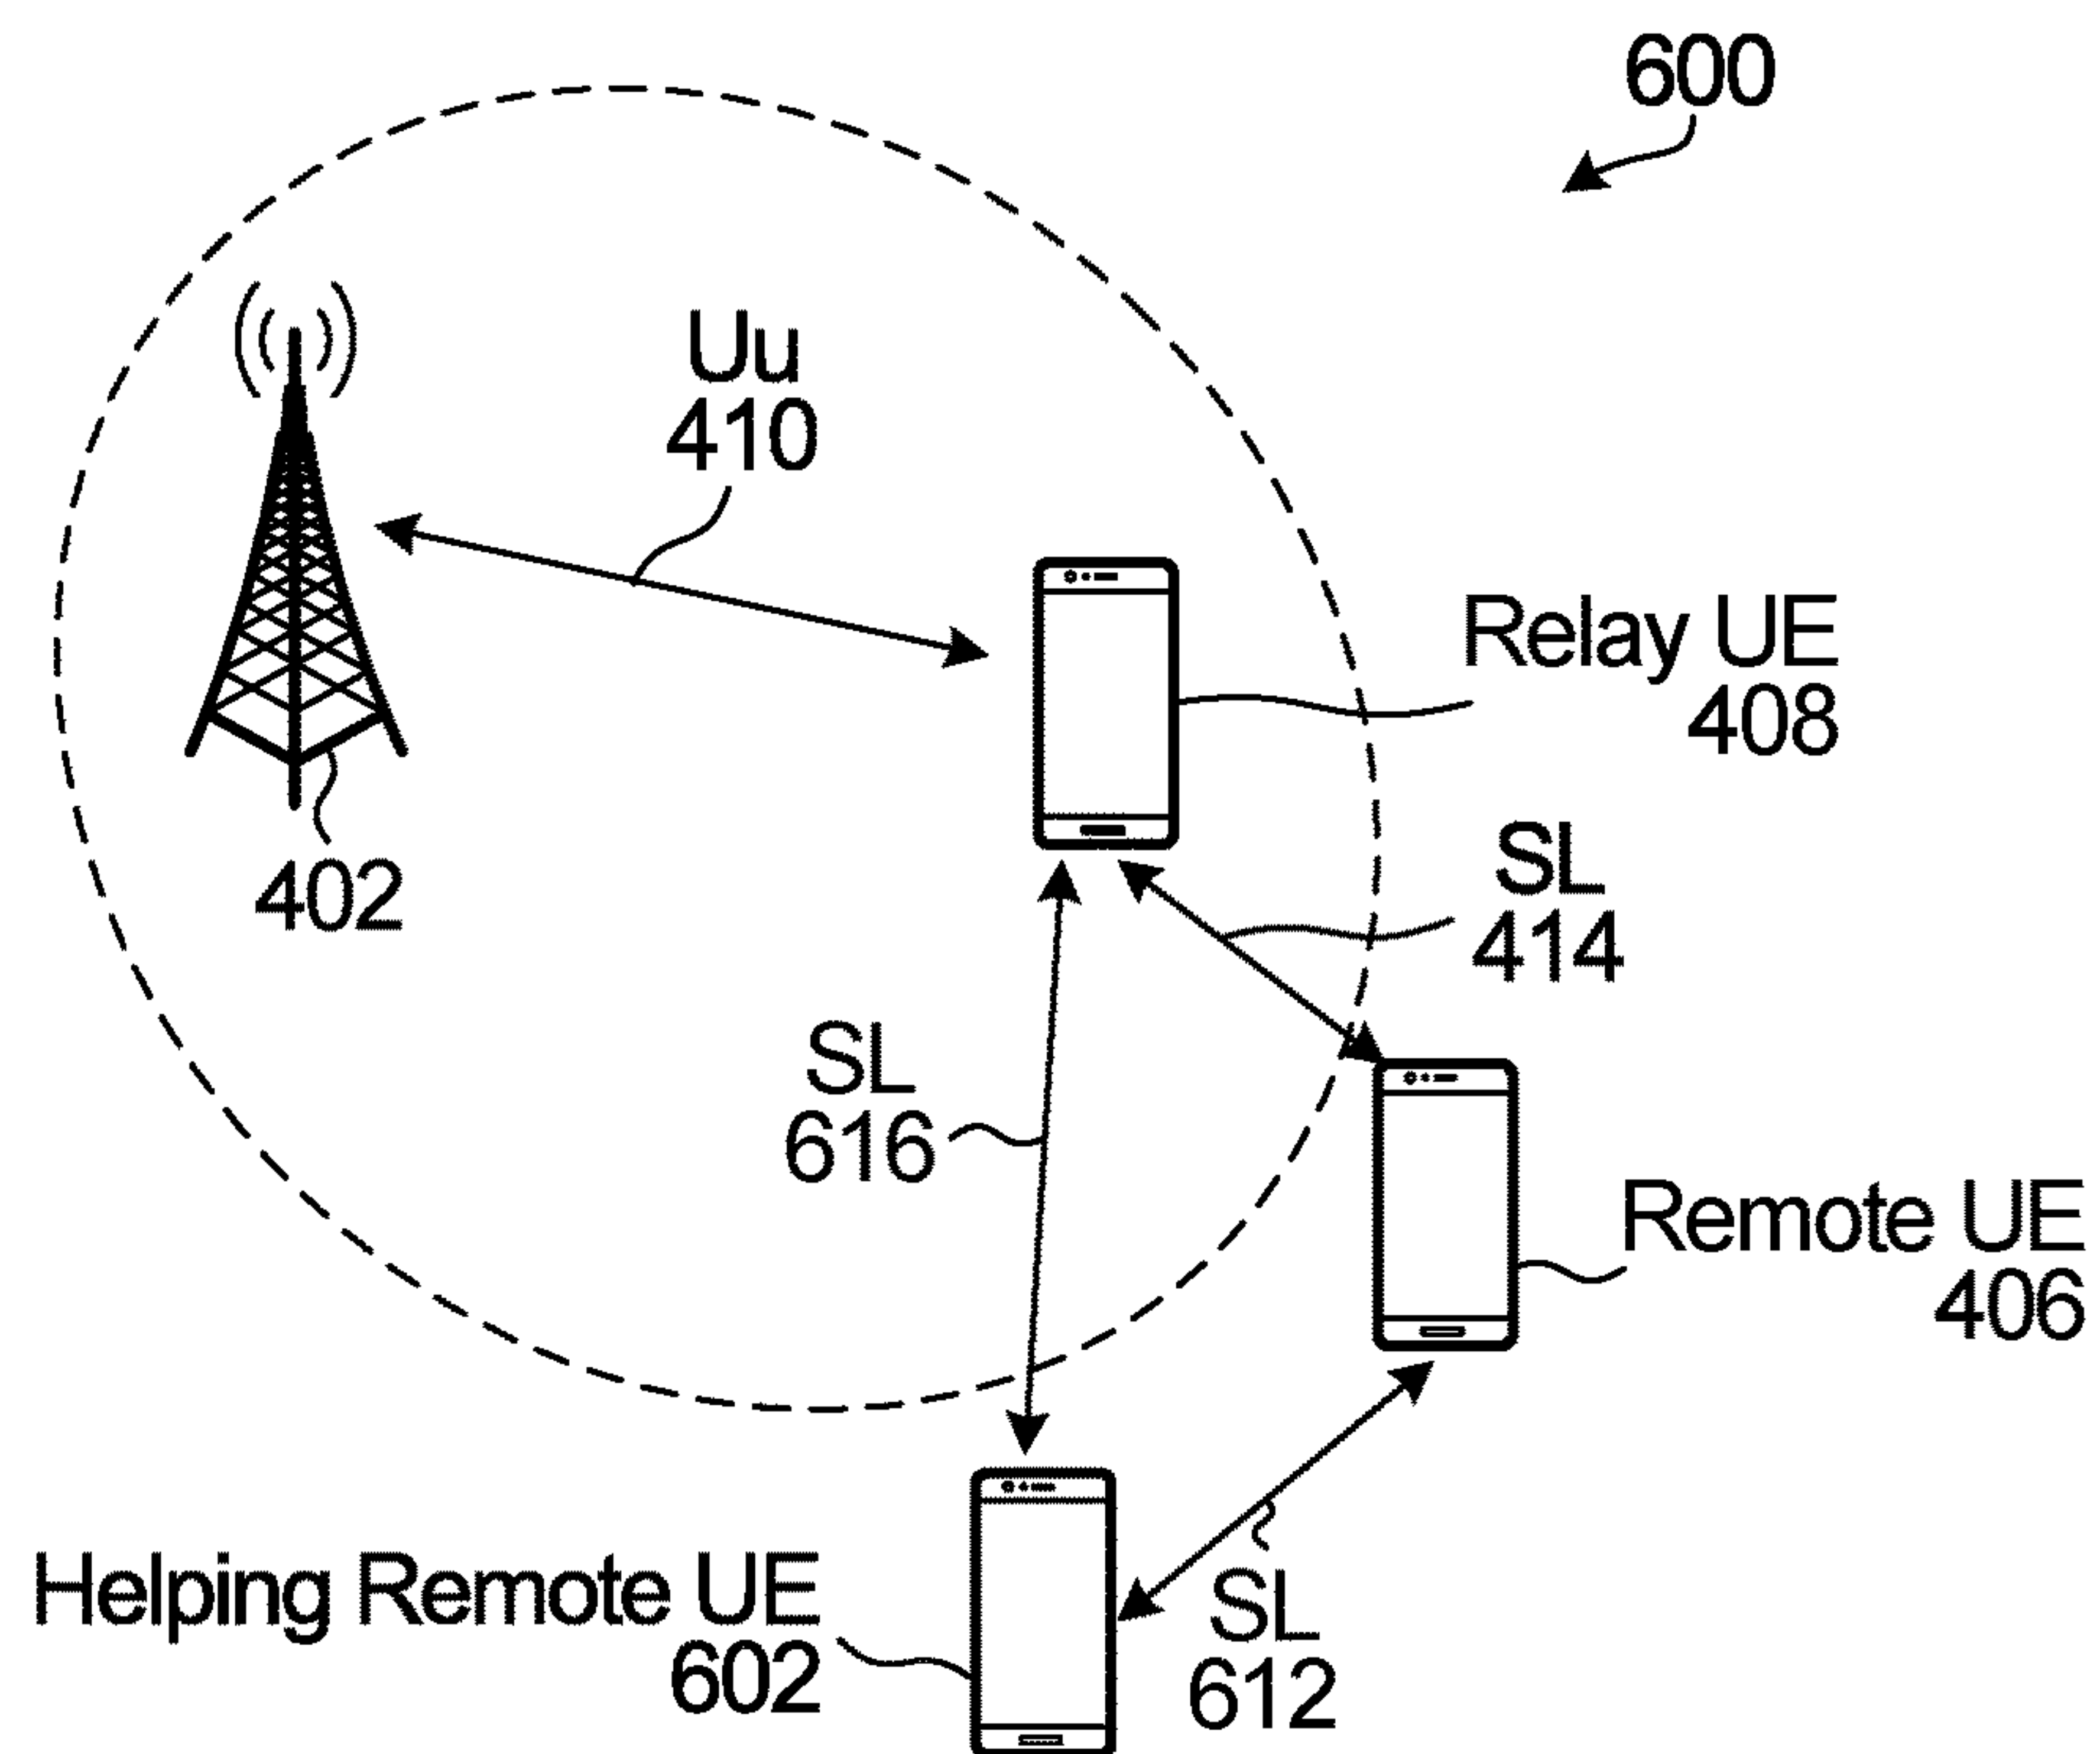 600
Uu
410
Relay UE
408
402
SL
414
SL
616
Remote UE
406
Helping Remote UE
602
SL
612